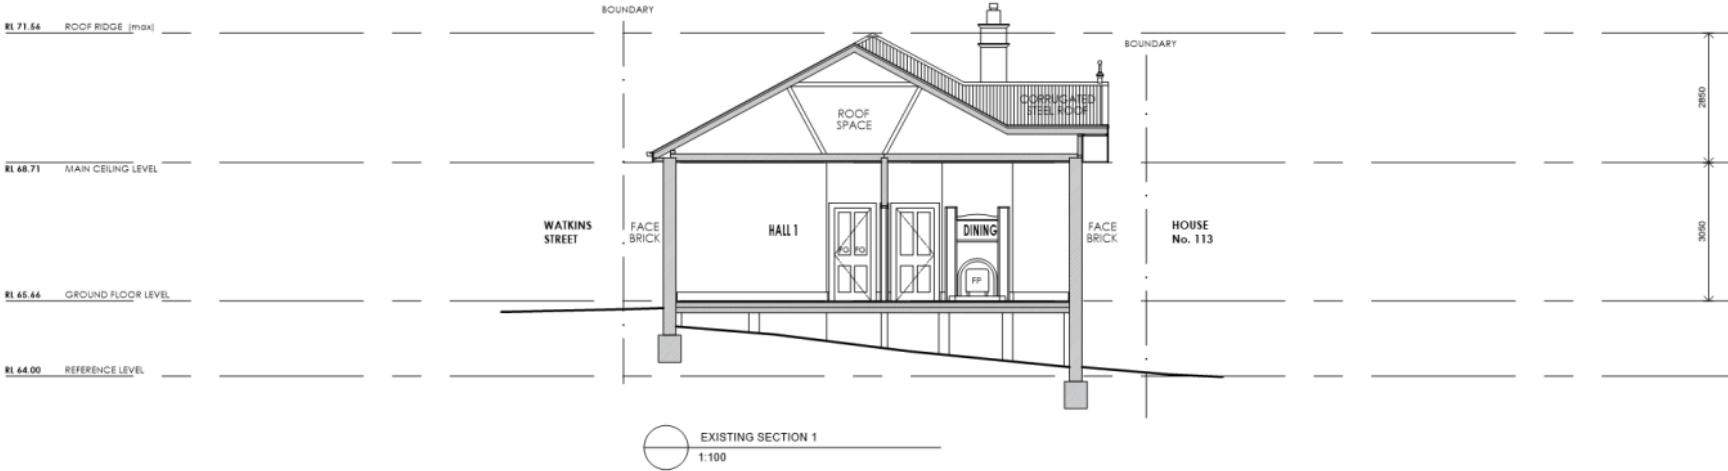 BOUNDARY
RL 71.56 ROOF RIDGE (max)
BOUNDARY
CORRUGATED
STEEL ROOF
2850
ROOF
SPACE
RL 68.71 MAIN CEILING LEVEL
WATKINS
STREET
FACE
BRICK
HALL 1
DINING
FACE
BRICK
HOUSE
No. 113
3050
FG FG
FP
RL 65.66 GROUND FLOOR LEVEL
RL 64.00 REFERENCE LEVEL
EXISTING SECTION 1
1:100